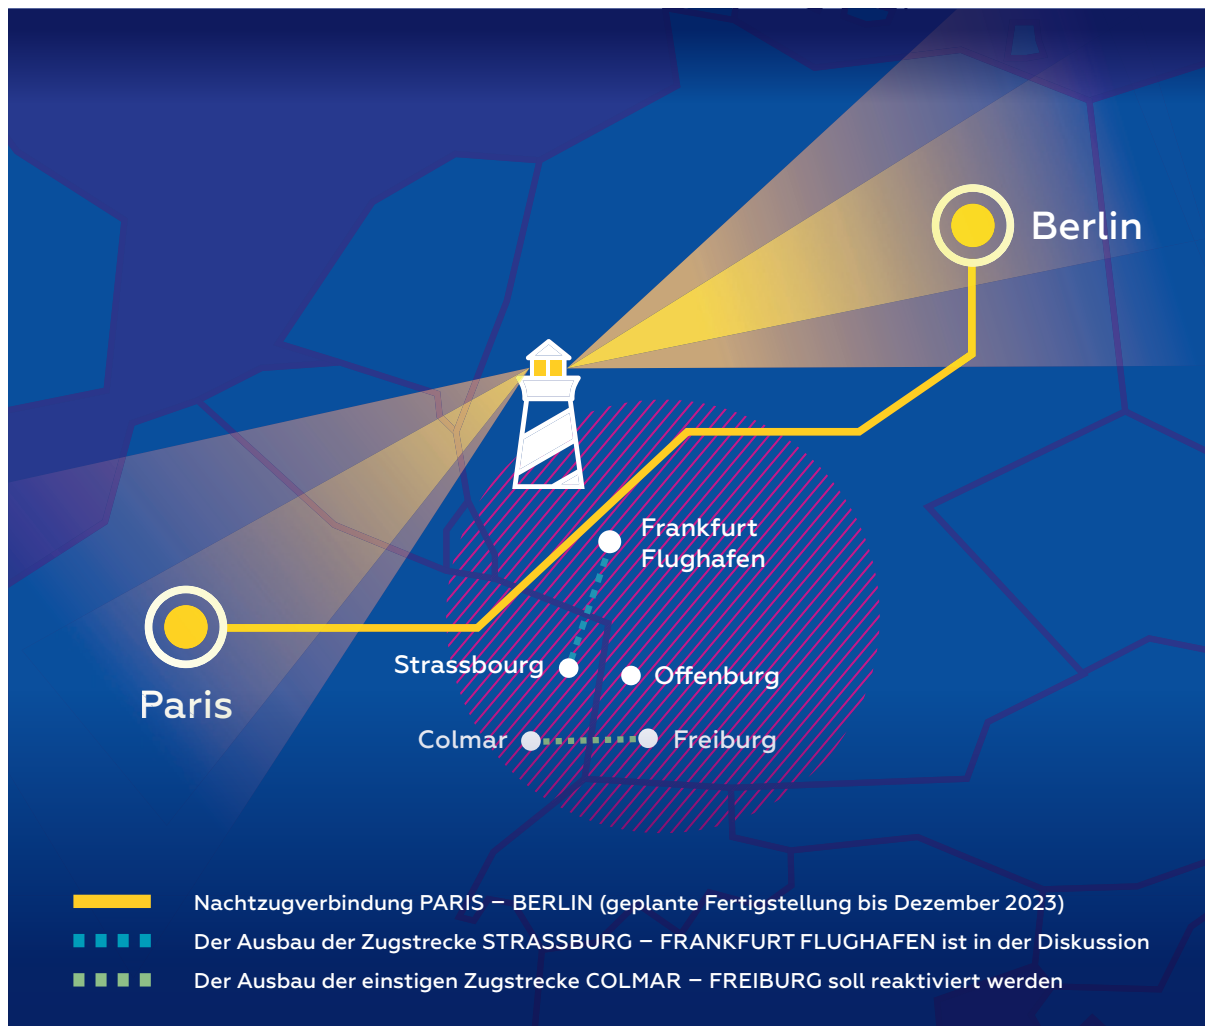 Berlin
Frankfurt
Flughafen
Strassbourg
Offenburg
Paris
Colmar
Freiburg
Nachtzugverbindung PARIS – BERLIN (geplante Fertigstellung bis Dezember 2023)
Der Ausbau der Zugstrecke STRASSBURG – FRANKFURT FLUGHAFEN ist in der Diskussion
Der Ausbau der einstigen Zugstrecke COLMAR – FREIBURG soll reaktiviert werden